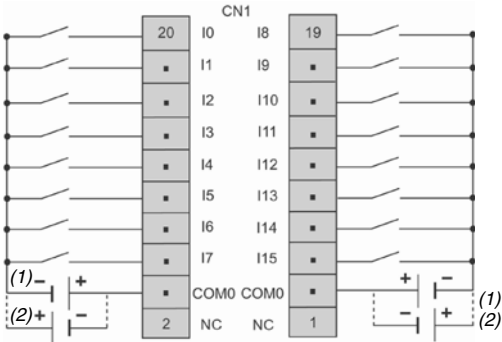 CN1
20 I0 I8 19
I1 I9
I2 I10
I3 I11
I4 I12
I5 I13
I6 I14
I7 I15
(1) - + + - (1)
COM0 COM0
(2) + - - + (2)
2 NC NC 1